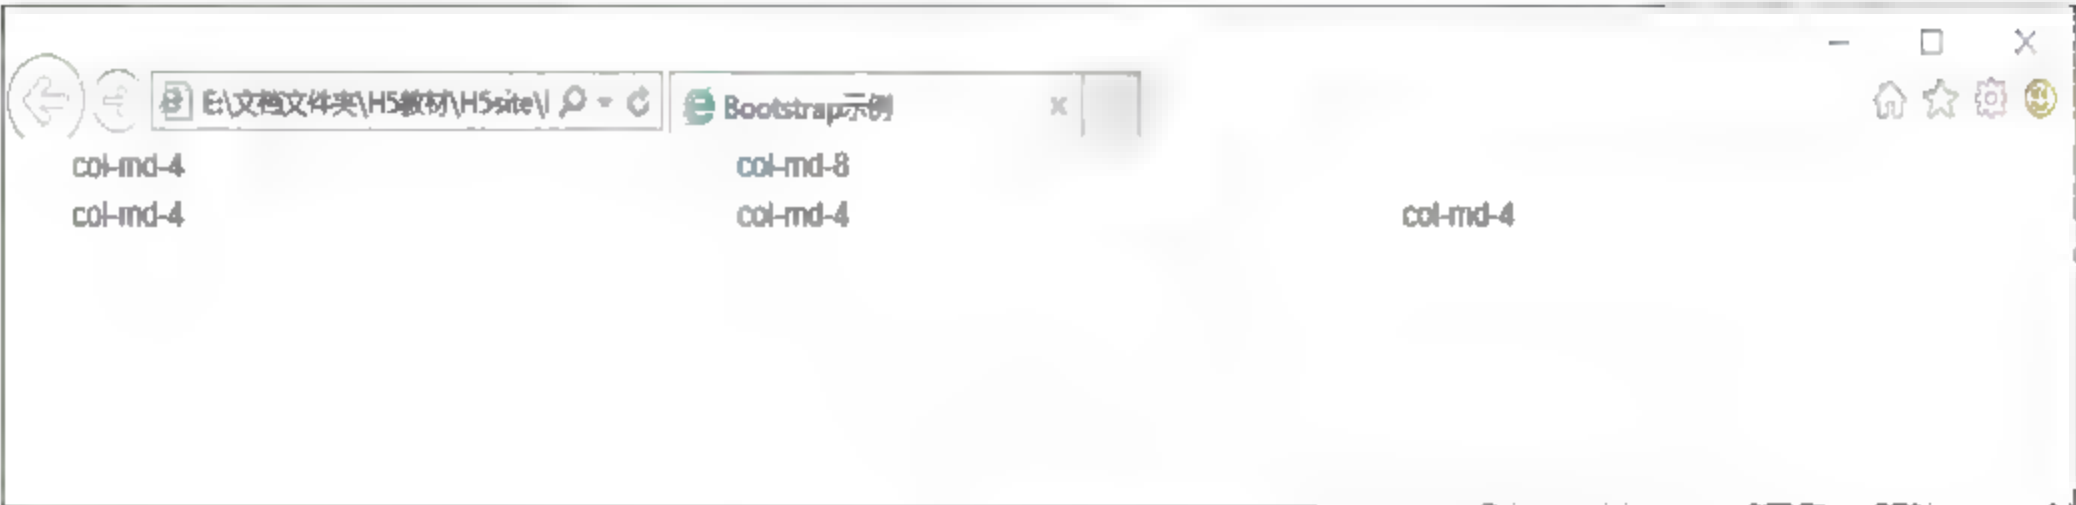 E:\文档文件夹\H5教材\H5site\ Bootstrap示例
col-md-4 col-md-8
col-md-4 col-md-4 col-md-4